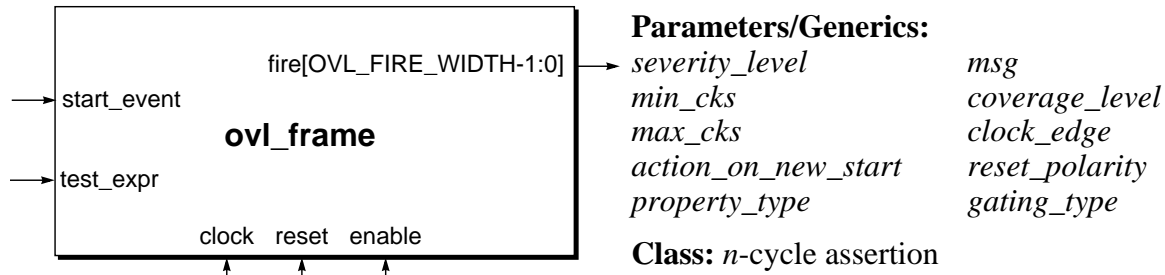 fire[OVL_FIRE_WIDTH-1:0]
start_event
ovl_frame
test_expr
clock reset enable
Parameters/Generics:
severity_level msg
min_cks coverage_level
max_cks clock_edge
action_on_new_start reset_polarity
property_type gating_type
Class: n-cycle assertion